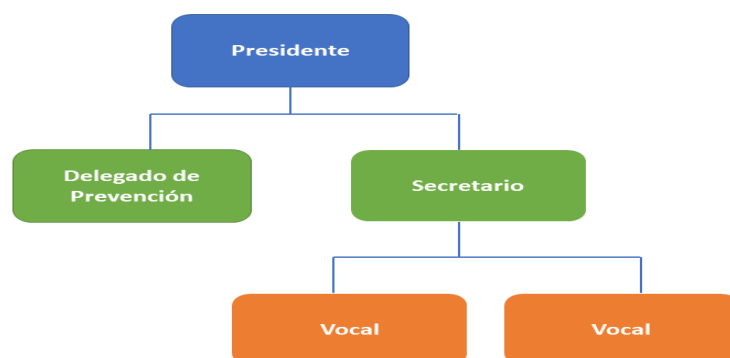 Presidente
Delegado de
Prevención
Secretario
Vocal
Vocal